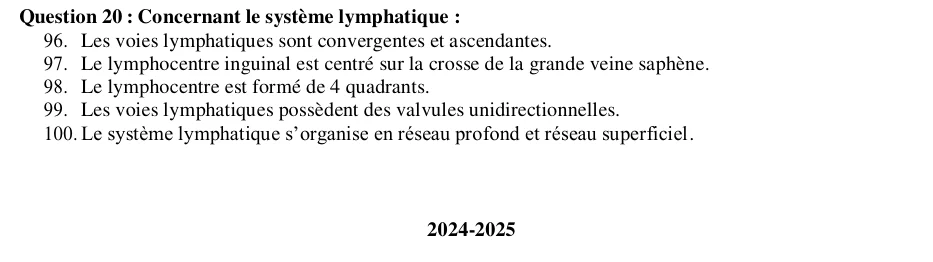 Question 20 : Concernant le système lymphatique :
96. Les voies lymphatiques sont convergentes et ascendantes.
97. Le lymphocentre inguinal est centré sur la crosse de la grande veine saphène.
98. Le lymphocentre est formé de 4 quadrants.
99. Les voies lymphatiques possèdent des valvules unidirectionnelles.
100. Le système lymphatique s'organise en réseau profond et réseau superficiel.
2024-2025